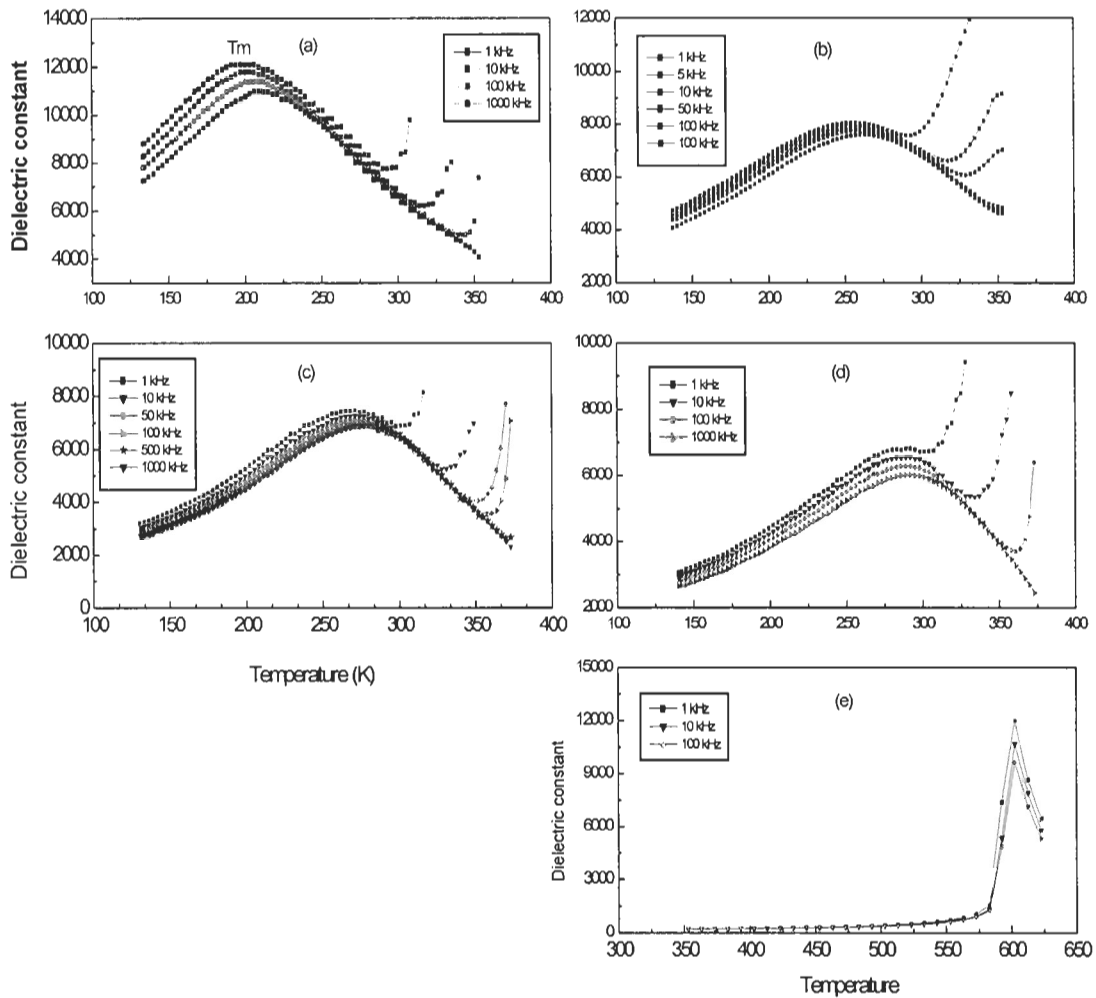 Dielectric constant
14000
12000
10000
8000
6000
4000
Tm
(a)
1 kHz
10 kHz
100 kHz
1000 kHz
100
150
200
250
300
350
400
12000
10000
8000
6000
4000
2000
(b)
1 kHz
5 kHz
10 kHz
50 kHz
100 kHz
100 kHz
100
150
200
250
300
350
400
Dielectric constant
10000
8000
6000
4000
2000
0
(c)
1 kHz
10 kHz
50 kHz
100 kHz
500 kHz
1000 kHz
100
150
200
250
300
350
400
Temperature (K)
10000
8000
6000
4000
2000
(d)
1 kHz
10 kHz
100 kHz
1000 kHz
100
150
200
250
300
350
400
Dielectric constant
15000
12000
9000
6000
3000
0
(e)
1 kHz
10 kHz
100 kHz
300
350
400
450
500
550
600
650
Temperature